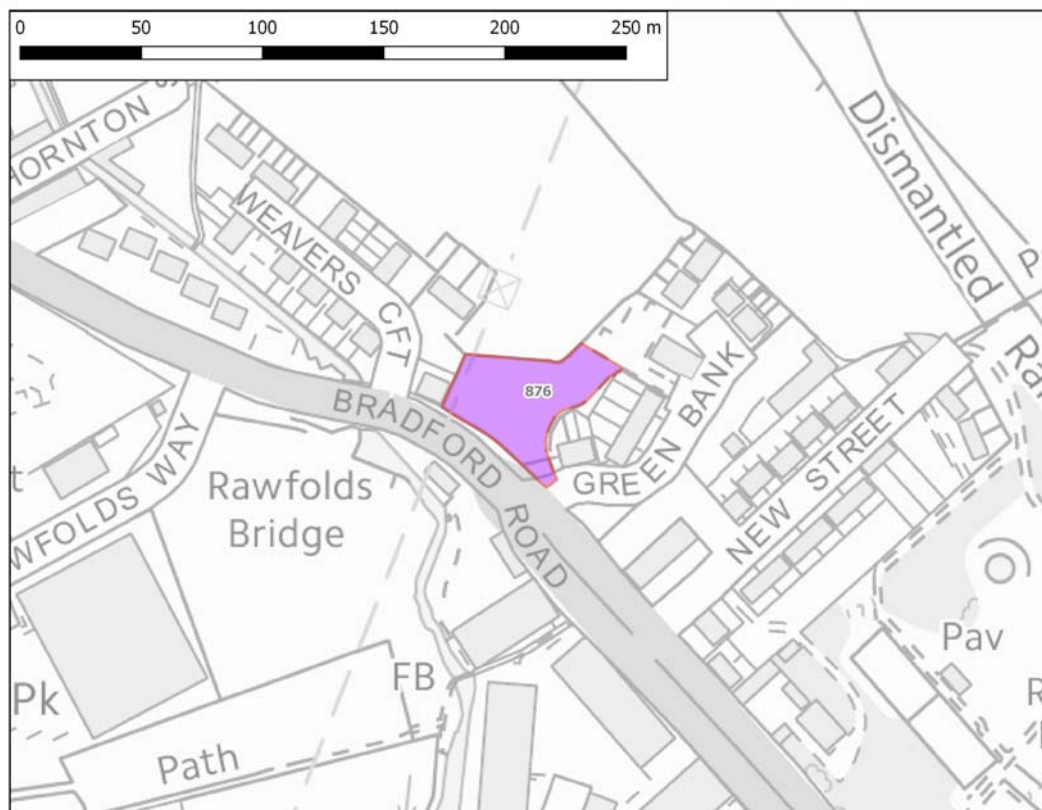 0 50 100 150 200 250 m
HORNTON S
WEAVERS CFT
Dismantled
P
Ra
876
BRADFORD ROAD
GREEN BANK
NEW STREET
WFOLDS WAY
Rawfolds
Bridge
t
Pk
FB
Path
Pav
R